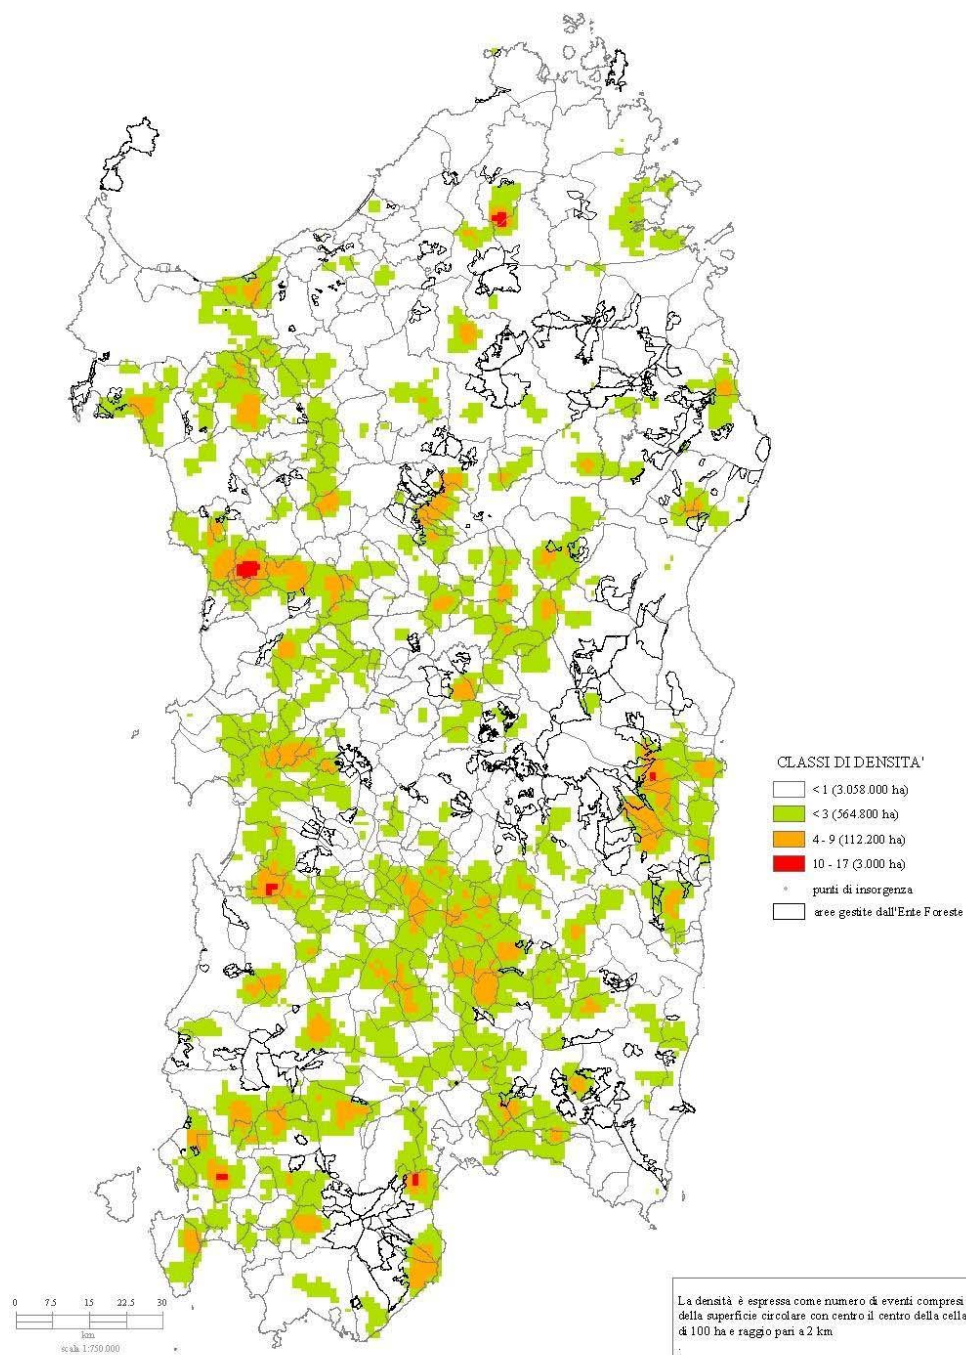 CLASSI DI DENSITA'
< 1 (3.058.000 ha)
< 3 (564.800 ha)
4 - 9 (112.200 ha)
10 - 17 (3.000 ha)
punti di insorgenza
aree gestite dall'Ente Foreste
0 7.5 15 22.5 30
km
scala 1:750.000
La densità è espressa come numero di eventi compresi
della superficie circolare con centro il centro della cella
di 100 ha e raggio pari a 2 km
.